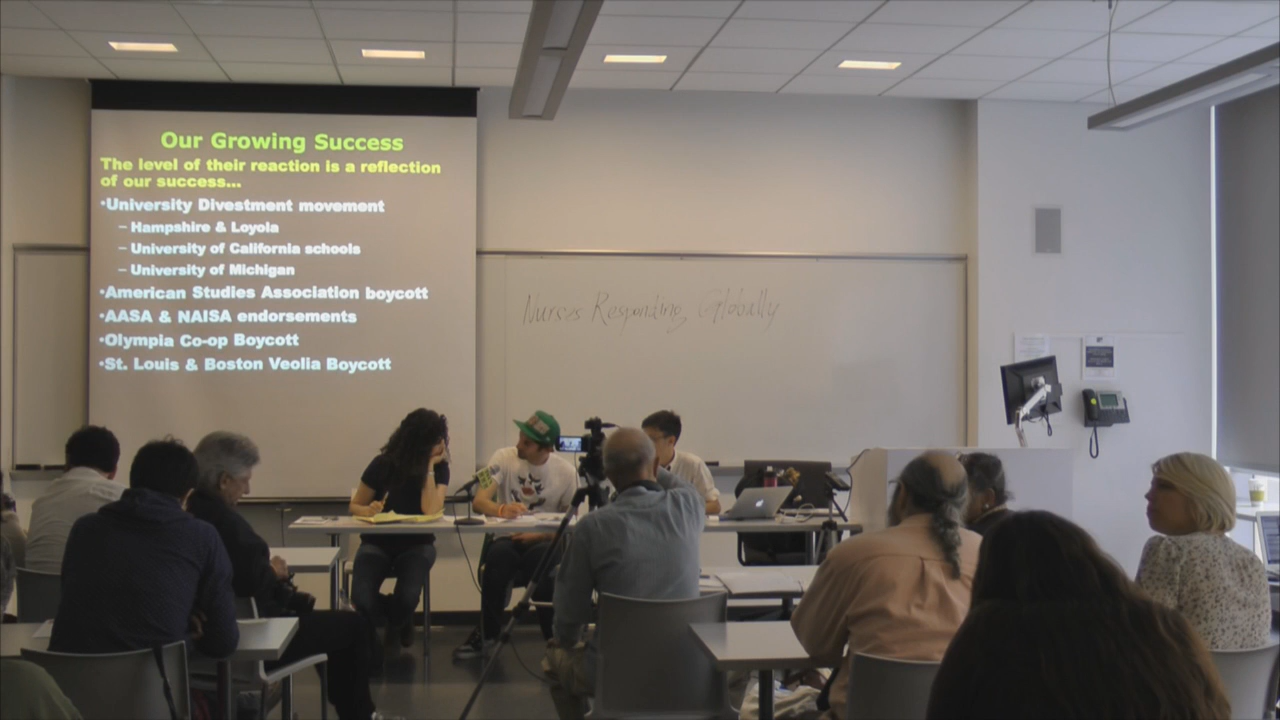 Our Growing Success
The level of their reaction is a reflection
of our success...
•University Divestment movement
– Hampshire & Loyola
– University of California schools
– University of Michigan
•American Studies Association boycott
•AASA & NAISA endorsements
•Olympia Co-op Boycott
•St. Louis & Boston Veolia Boycott
Nurses Responding Globally